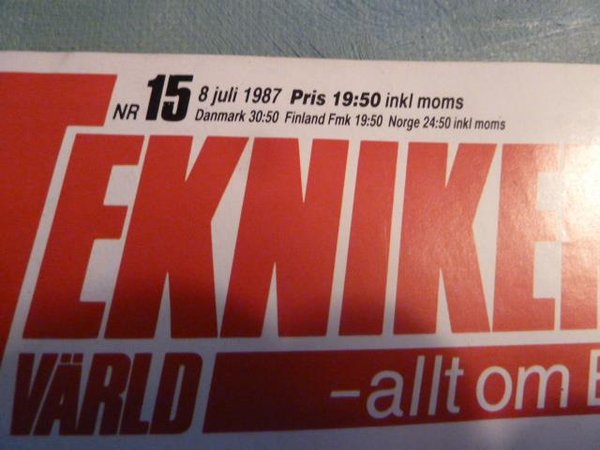 NR 15 8 juli 1987 Pris 19:50 inkl moms
Danmark 30:50 Finland Fmk 19:50 Norge 24:50 inkl moms
TEKNIKE
VÄRLD
–allt om